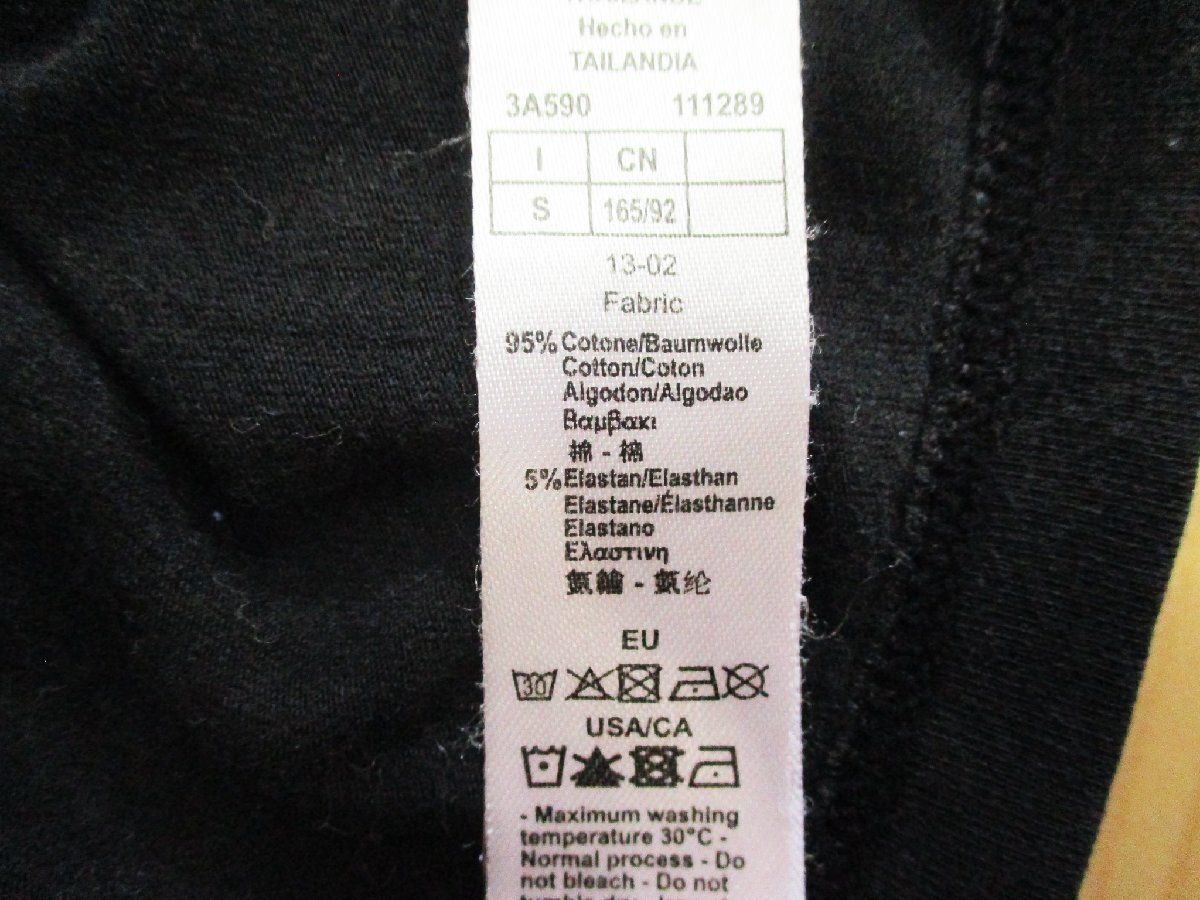 Hecho en
TAILANDIA
3A590 111289
I CN
S 165/92
13-02
Fabric
95% Cotone/Baumwolle
Cotton/Coton
Algodon/Algodao
Βαμβακι
棉 - 棉
5% Elastan/Elasthan
Elastane/Élasthanne
Elastano
Ελαστινη
氨綸 - 氨纶
EU
30
USA/CA
- Maximum washing
temperature 30°C -
Normal process - Do
not bleach - Do not